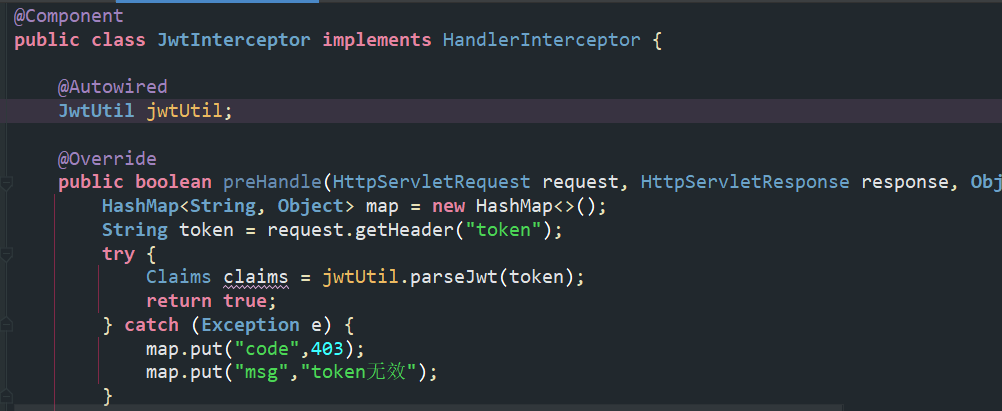 @Component
public class JwtInterceptor implements HandlerInterceptor {
@Autowired
JwtUtil jwtUtil;
@Override
public boolean preHandle(HttpServletRequest request, HttpServletResponse response, Obj
HashMap<String, Object> map = new HashMap<>();
String token = request.getHeader("token");
try {
Claims claims = jwtUtil.parseJwt(token);
return true;
} catch (Exception e) {
map.put("code",403);
map.put("msg","token无效");
}